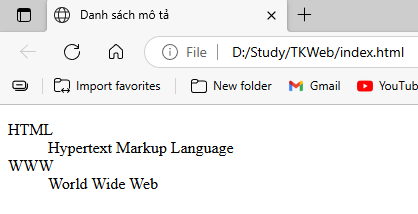 Danh sách mô tả
File D:/Study/TKWeb/index.html
Import favorites New folder Gmail YouTub
HTML
Hypertext Markup Language
WWW
World Wide Web